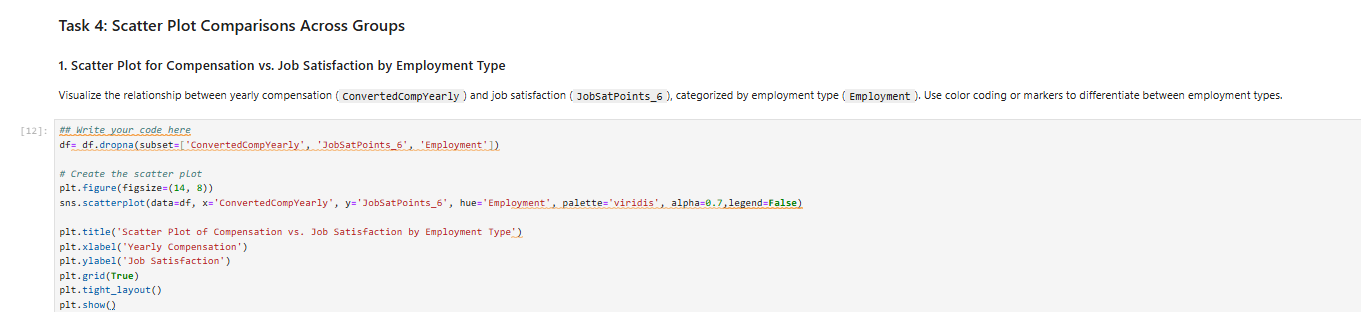 Task 4: Scatter Plot Comparisons Across Groups
1. Scatter Plot for Compensation vs. Job Satisfaction by Employment Type
Visualize the relationship between yearly compensation ( ConvertedCompYearly ) and job satisfaction ( JobSatPoints_6 ), categorized by employment type ( Employment ). Use color coding or markers to differentiate between employment types.
[12]: ## Write your code here
df= df.dropna(subset=['ConvertedCompYearly', 'JobSatPoints_6', 'Employment'])
# Create the scatter plot
plt.figure(figsize=(14, 8))
sns.scatterplot(data=df, x='ConvertedCompYearly', y='JobSatPoints_6', hue='Employment', palette='viridis', alpha=0.7,legend=False)
plt.title('Scatter Plot of Compensation vs. Job Satisfaction by Employment Type')
plt.xlabel('Yearly Compensation')
plt.ylabel('Job Satisfaction')
plt.grid(True)
plt.tight_layout()
plt.show()